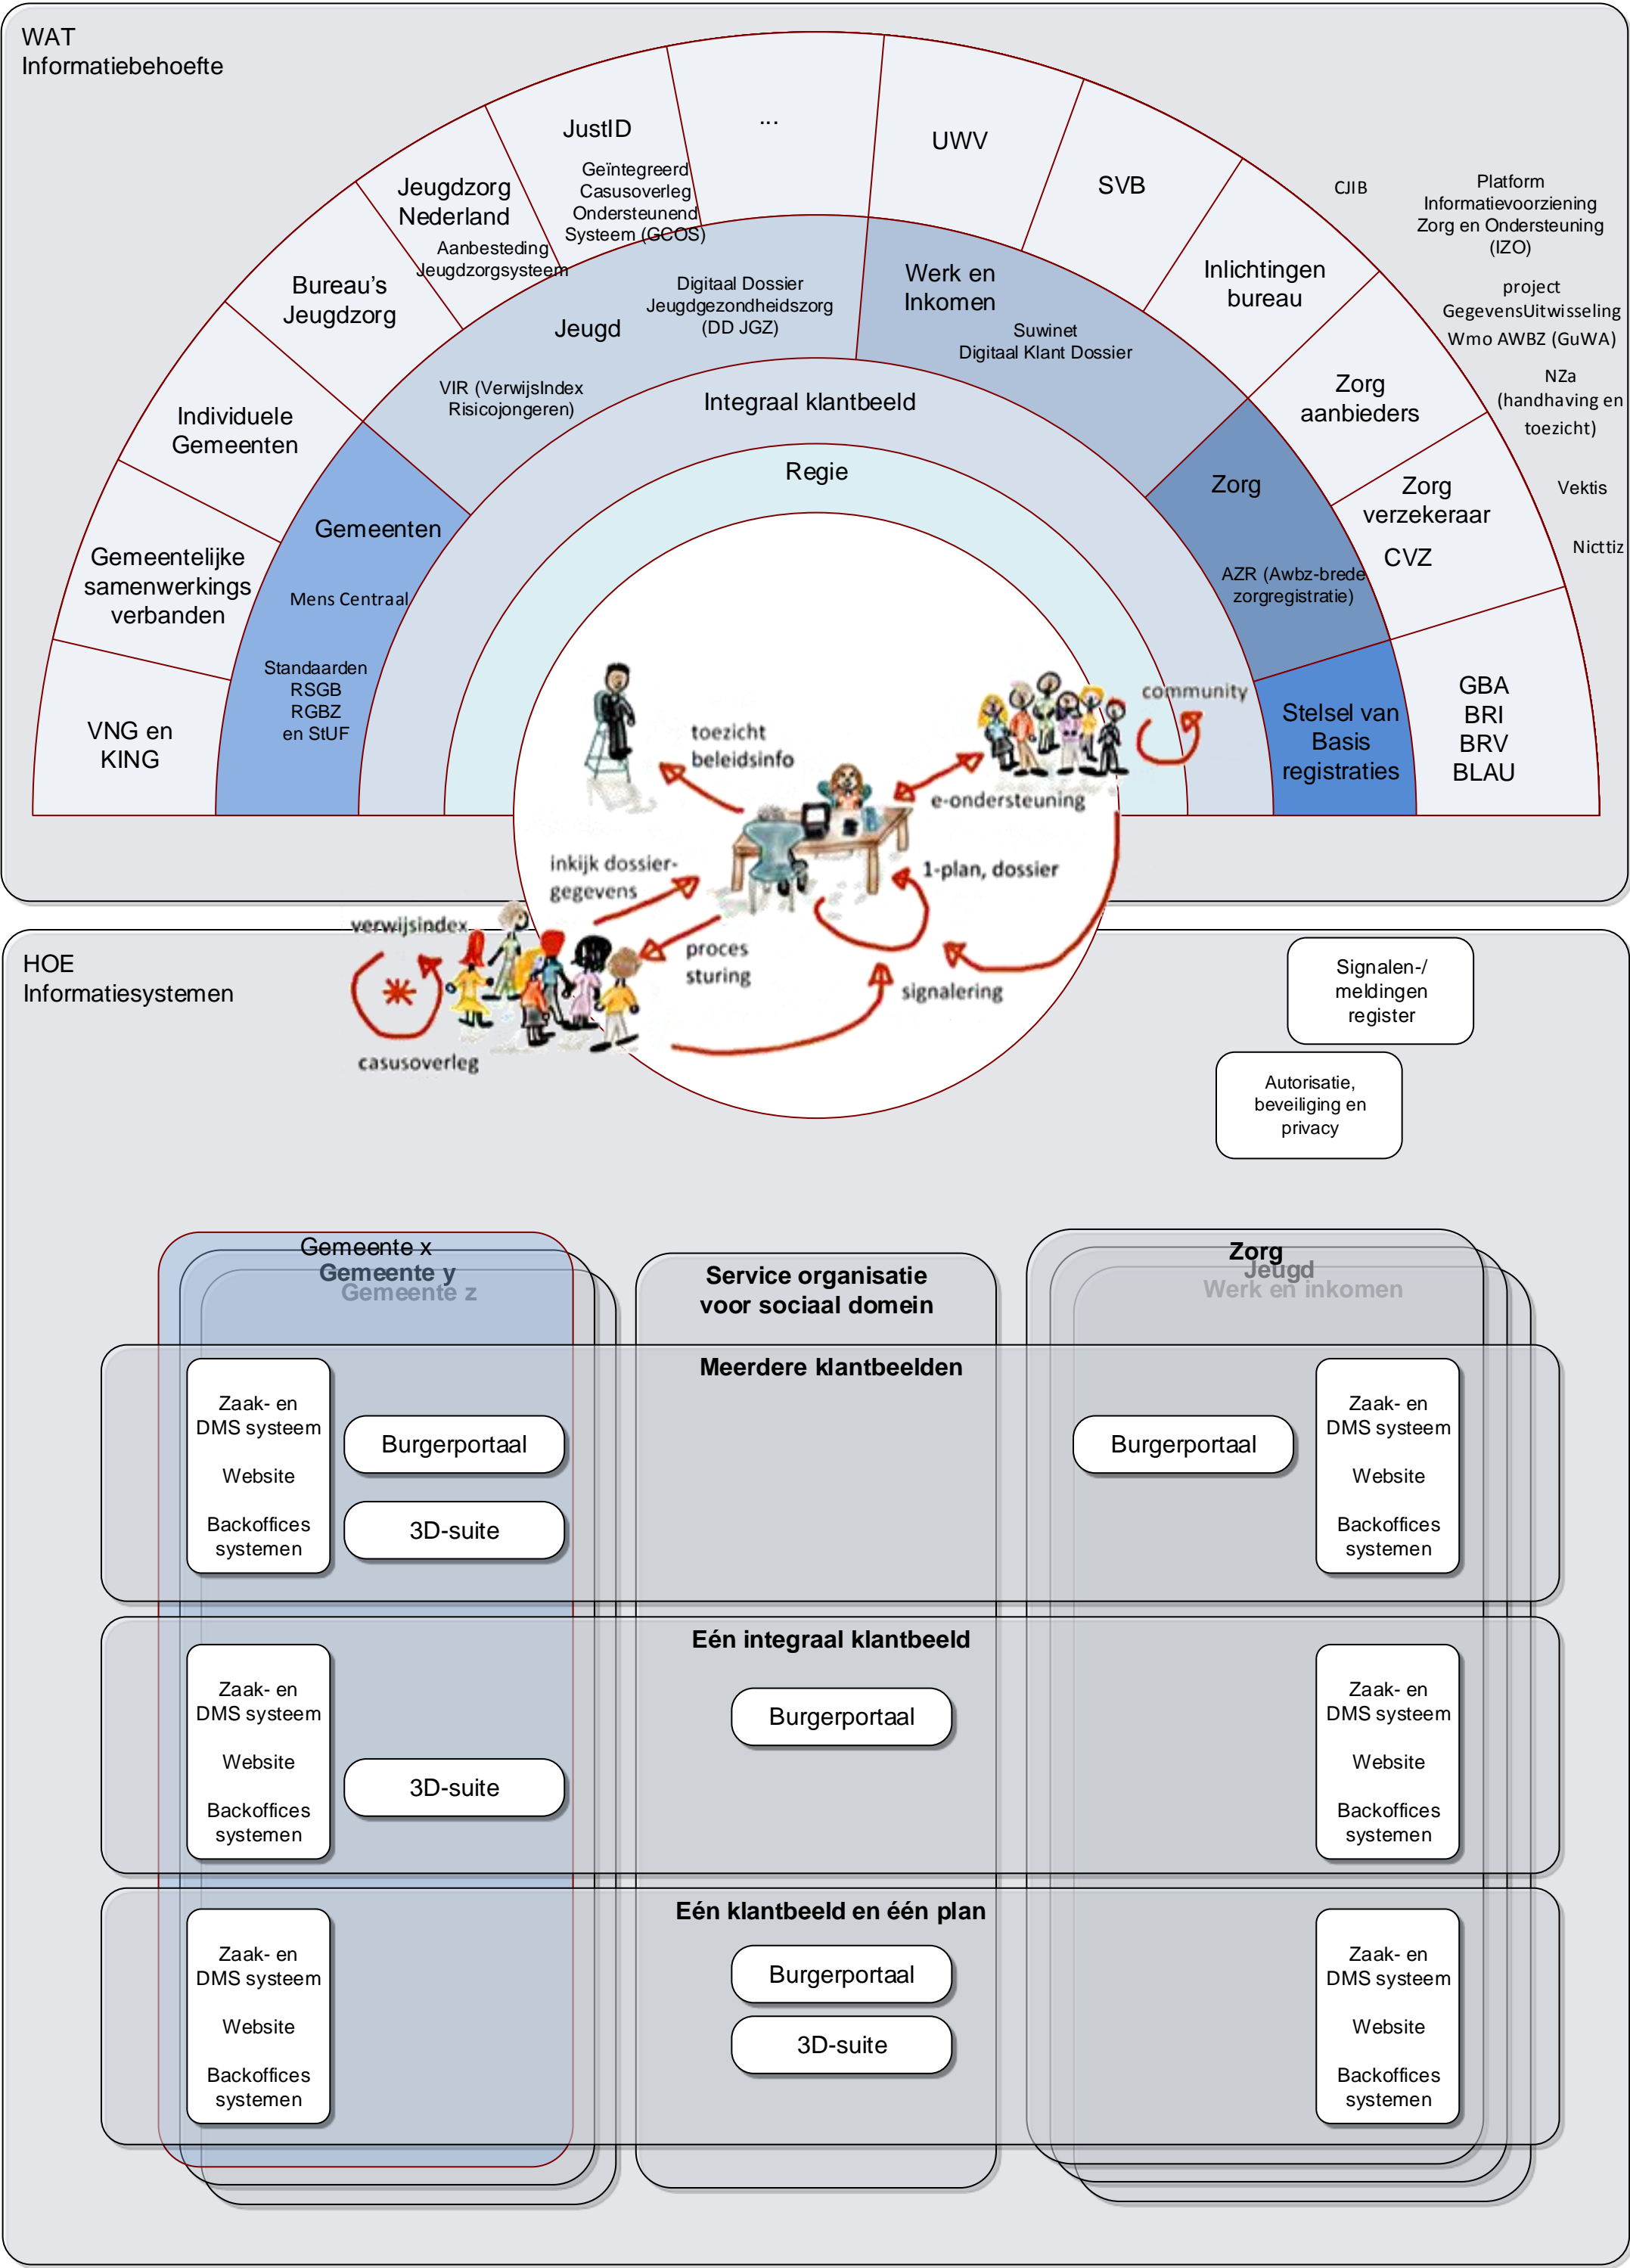 WAT
Informatiebehoefte
...
JustID
Geïntegreerd
Casusoverleg
Ondersteunend
Systeem (GCOS)
UWV
SVB
Jeugdzorg
Nederland
Aanbesteding
Jeugdzorgsysteem
CJIB
Platform
Informatievoorziening
Zorg en Ondersteuning
(IZO)
project
GegevensUitwisseling
Wmo AWBZ (GuWA)
NZa
(handhaving en
toezicht)
Vektis
Nicttiz
Bureau's
Jeugdzorg
Inlichtingen
bureau
Jeugd
Digitaal Dossier
Jeugdgezondheidszorg
(DD JGZ)
VIR (VerwijsIndex
Risicojongeren)
Werk en
Inkomen
Suwinet
Digitaal Klant Dossier
Individuele
Gemeenten
Zorg
aanbieders
Integraal klantbeeld
Regie
Zorg
AZR (Awbz-brede
zorgregistratie)
Zorg
verzekeraar
CVZ
Gemeenten
Mens Centraal
Standaarden
RSGB
RGBZ
en StUF
Gemeentelijke
samenwerkings
verbanden
VNG en
KING
Stelsel van
Basis
registraties
GBA
BRI
BRV
BLAU
toezicht
beleidsinfo
community
e-ondersteuning
inkijk dossier-
gegevens
1-plan, dossier
verwijsindex
proces
sturing
signalering
casusoverleg
HOE
Informatiesystemen
Signalen-/
meldingen
register
Autorisatie,
beveiliging en
privacy
Gemeente x
Gemeente y
Gemeente z
Service organisatie
voor sociaal domein
Zorg
Jeugd
Werk en inkomen
Meerdere klantbeelden
Zaak- en
DMS systeem
Website
Backoffices
systemen
Burgerportaal
3D-suite
Burgerportaal
Zaak- en
DMS systeem
Website
Backoffices
systemen
Eén integraal klantbeeld
Zaak- en
DMS systeem
Website
Backoffices
systemen
3D-suite
Burgerportaal
Zaak- en
DMS systeem
Website
Backoffices
systemen
Eén klantbeeld en één plan
Zaak- en
DMS systeem
Website
Backoffices
systemen
Burgerportaal
3D-suite
Zaak- en
DMS systeem
Website
Backoffices
systemen